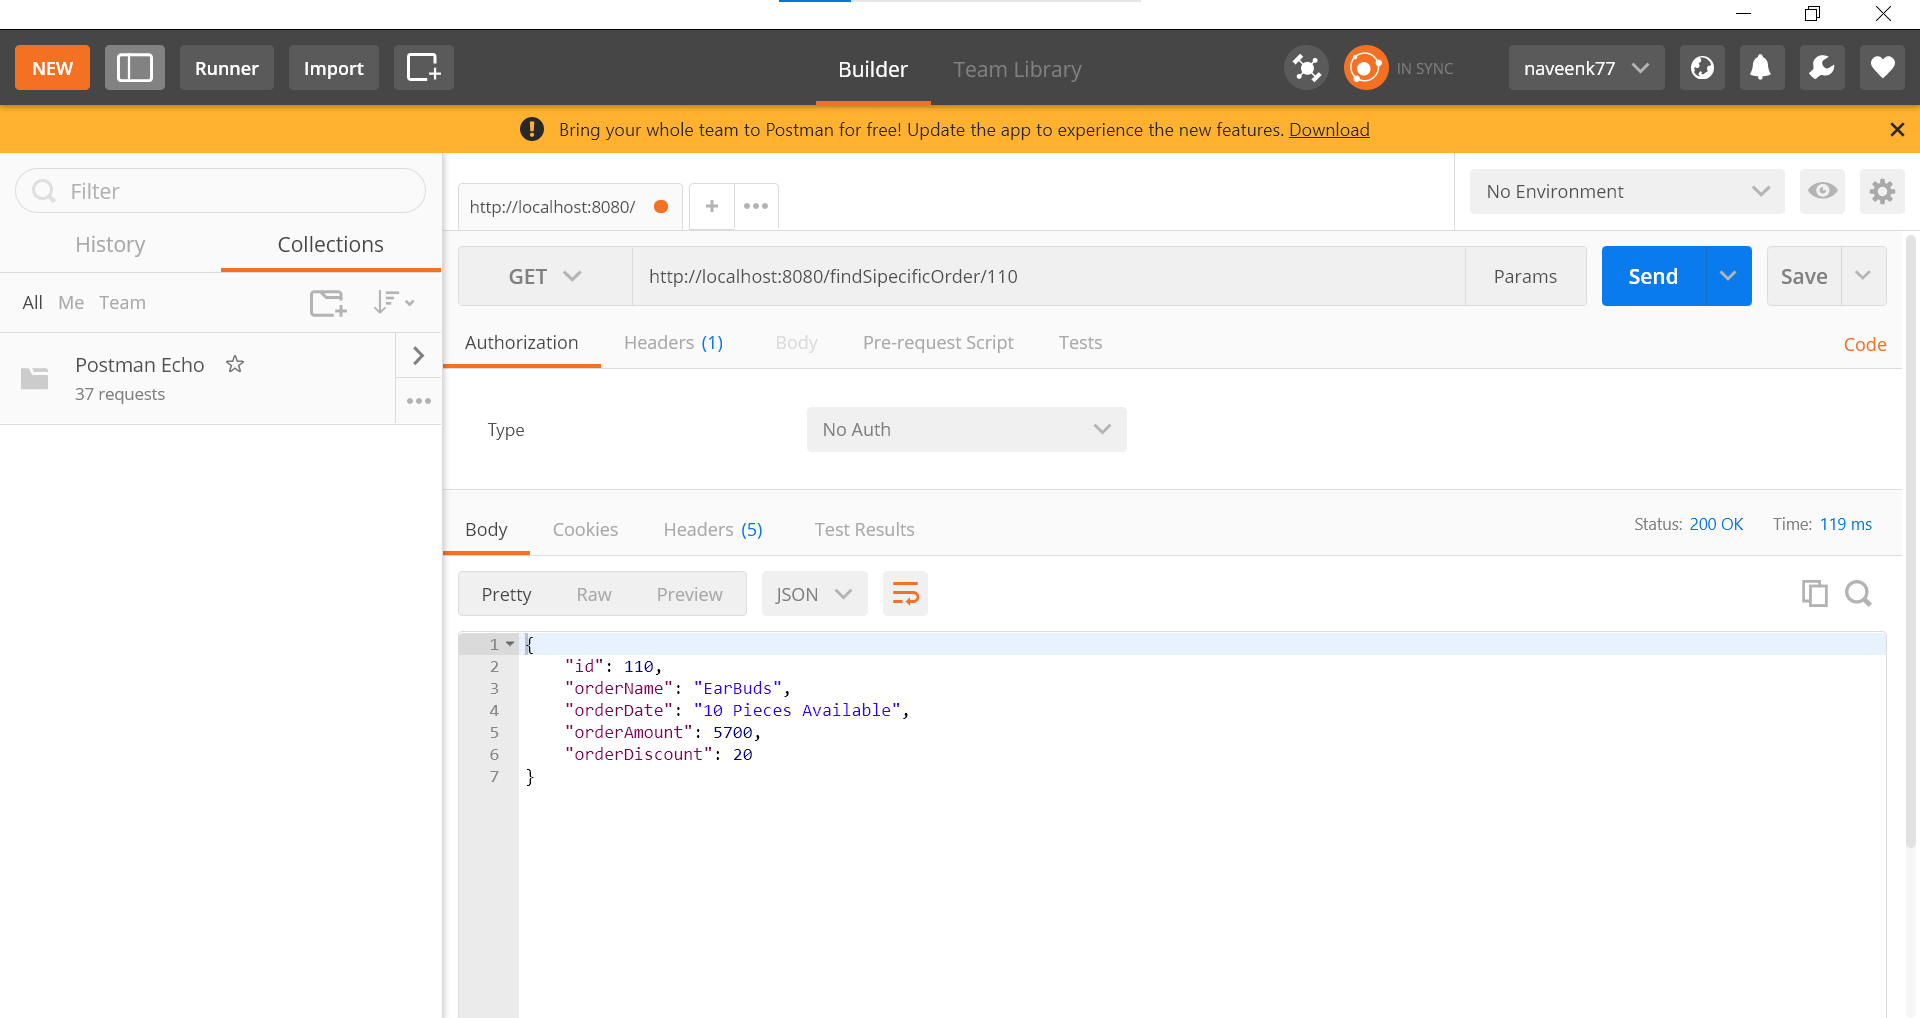 NEW Runner Import Builder Team Library IN SYNC naveenk77
Bring your whole team to Postman for free! Update the app to experience the new features. Download
Filter
History Collections
All Me Team
Postman Echo
37 requests
http://localhost:8080/ + No Environment
GET http://localhost:8080/findSipecificOrder/110 Params Send Save
Authorization Headers (1) Body Pre-request Script Tests Code
Type No Auth
Body Cookies Headers (5) Test Results Status: 200 OK Time: 119 ms
Pretty Raw Preview JSON
1 {
2 "id": 110,
3 "orderName": "EarBuds",
4 "orderDate": "10 Pieces Available",
5 "orderAmount": 5700,
6 "orderDiscount": 20
7 }